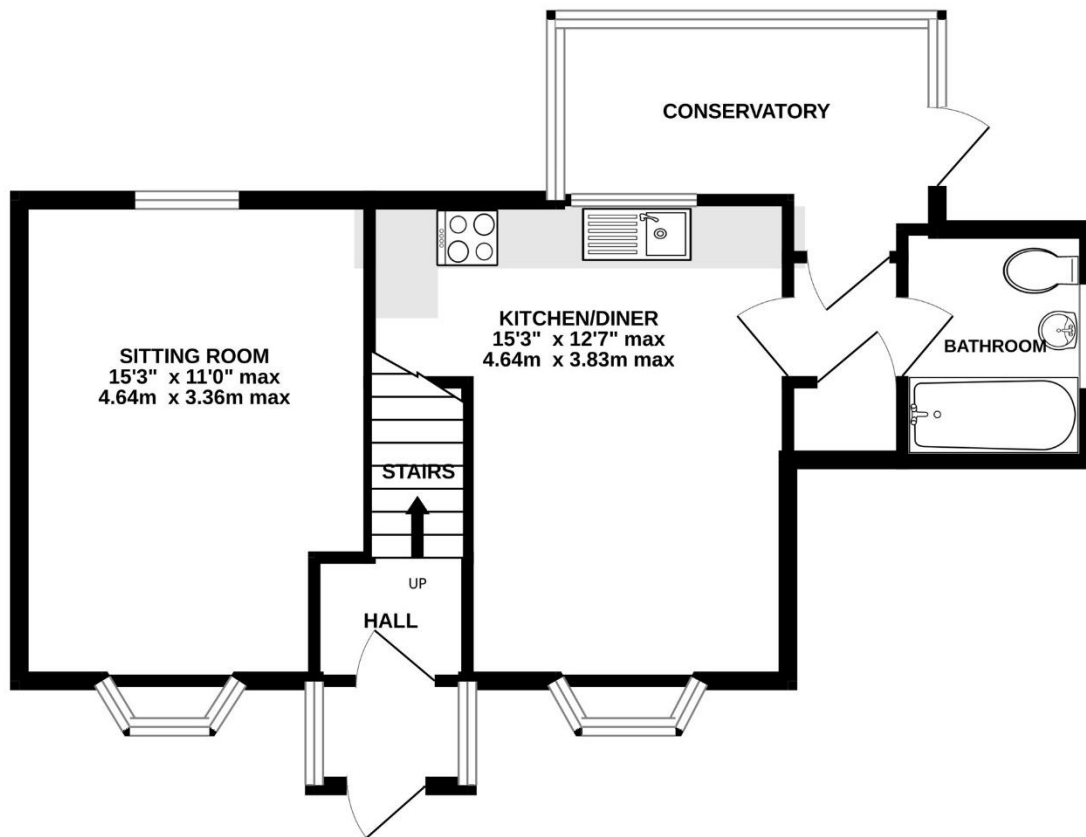 CONSERVATORY
KITCHEN/DINER
15'3" x 12'7" max
4.64m x 3.83m max
SITTING ROOM
15'3" x 11'0" max
4.64m x 3.36m max
BATHROOM
STAIRS
UP
HALL